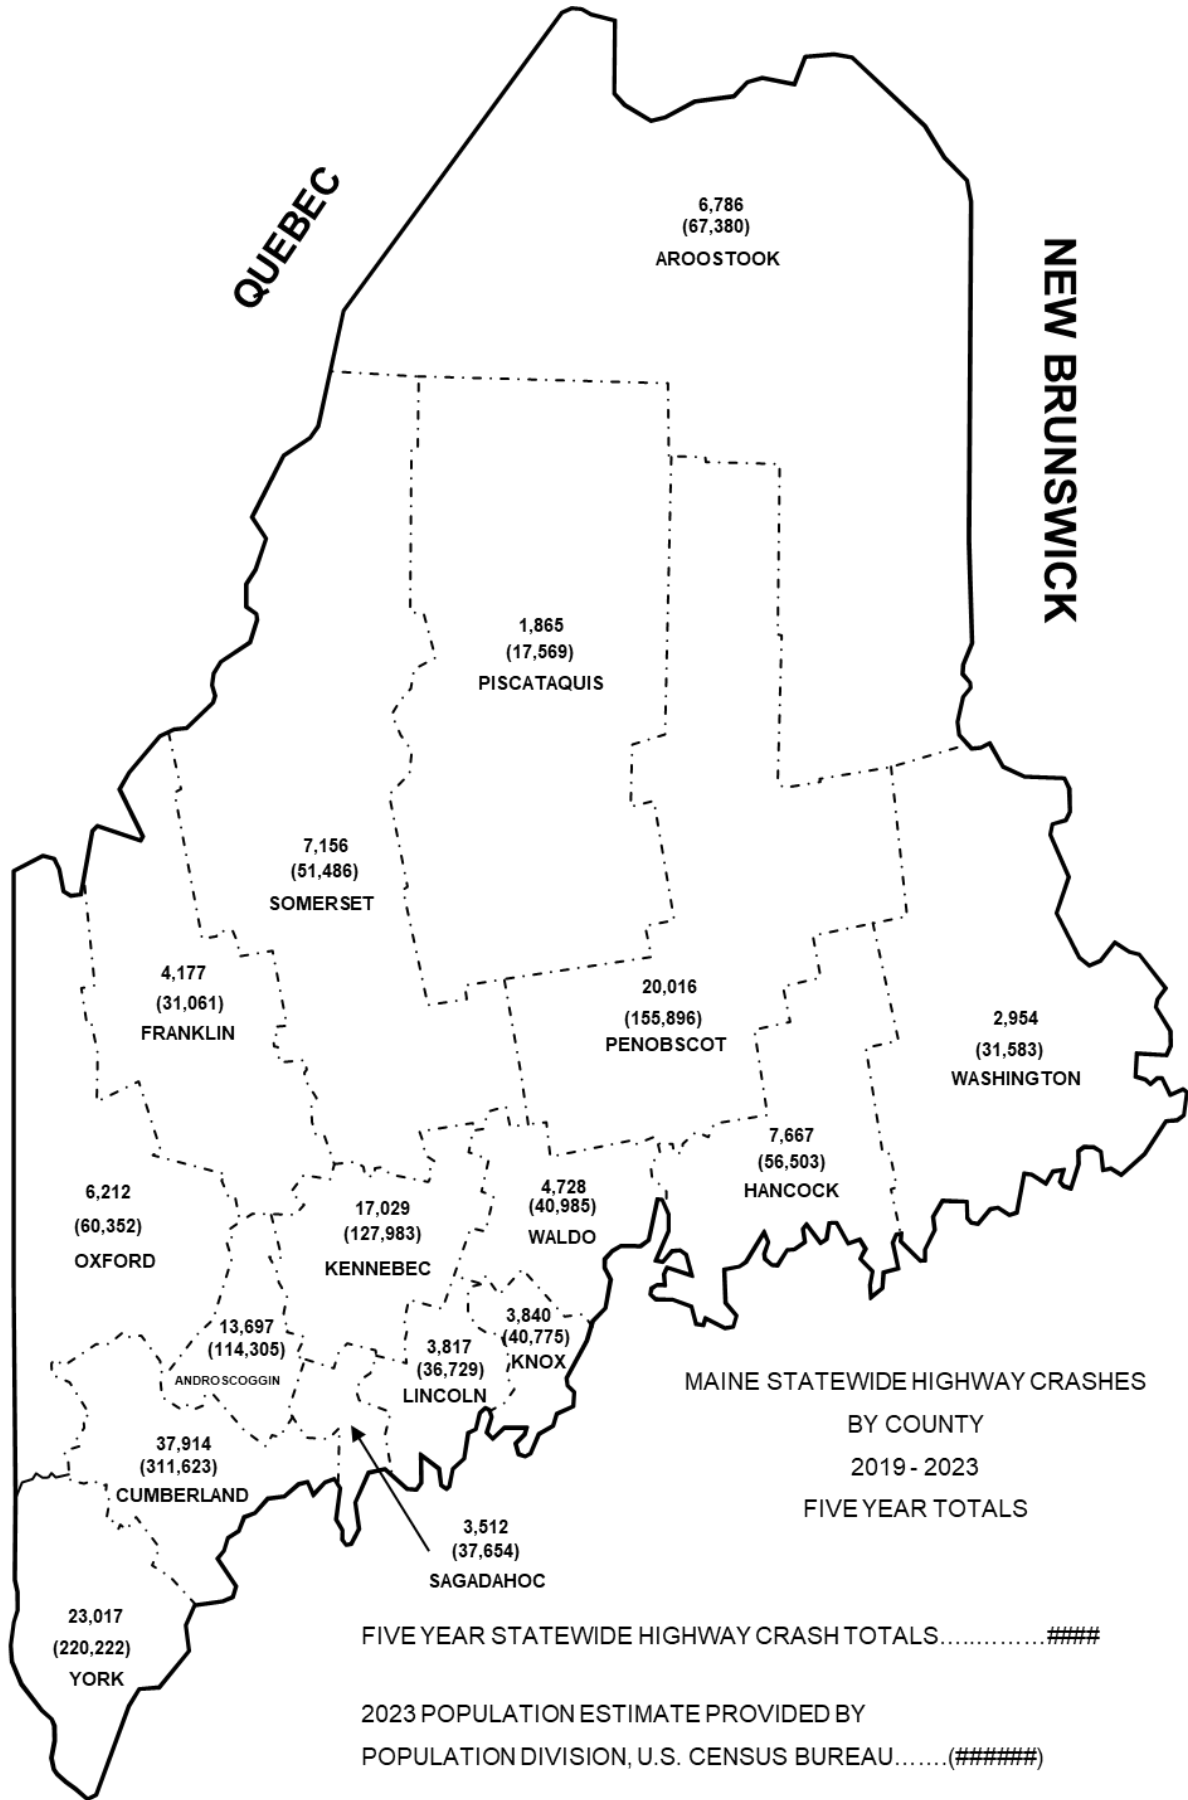 QUEBEC
NEW BRUNSWICK
6,786
(67,380)
AROOSTOOK
1,865
(17,569)
PISCATAQUIS
7,156
(51,486)
SOMERSET
4,177
(31,061)
FRANKLIN
20,016
(155,896)
PENOBSCOT
2,954
(31,583)
WASHINGTON
7,667
(56,503)
HANCOCK
6,212
(60,352)
OXFORD
17,029
(127,983)
KENNEBEC
4,728
(40,985)
WALDO
13,697
(114,305)
ANDROSCOGGIN
3,817
(36,729)
LINCOLN
3,840
(40,775)
KNOX
37,914
(311,623)
CUMBERLAND
3,512
(37,654)
SAGADAHOC
23,017
(220,222)
YORK
MAINE STATEWIDE HIGHWAY CRASHES
BY COUNTY
2019 - 2023
FIVE YEAR TOTALS
FIVE YEAR STATEWIDE HIGHWAY CRASH TOTALS..............####
2023 POPULATION ESTIMATE PROVIDED BY
POPULATION DIVISION, U.S. CENSUS BUREAU.......(######)